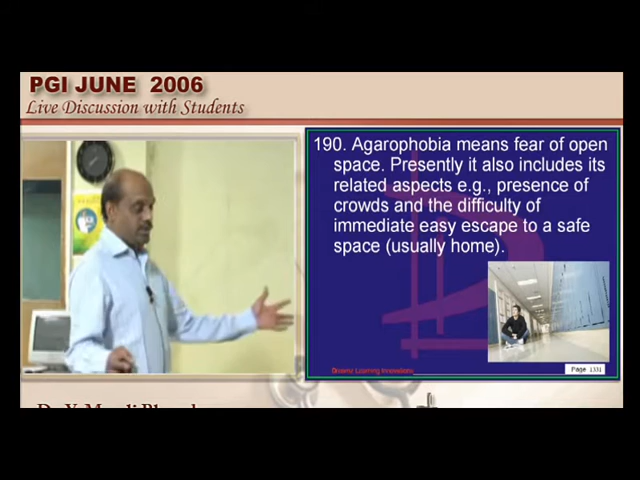 PGI JUNE 2006
Live Discussion with Students
190. Agarophobia means fear of open
space. Presently it also includes its
related aspects e.g., presence of
crowds and the difficulty of
immediate easy escape to a safe
space (usually home).
Learning Innovations
Page 1331